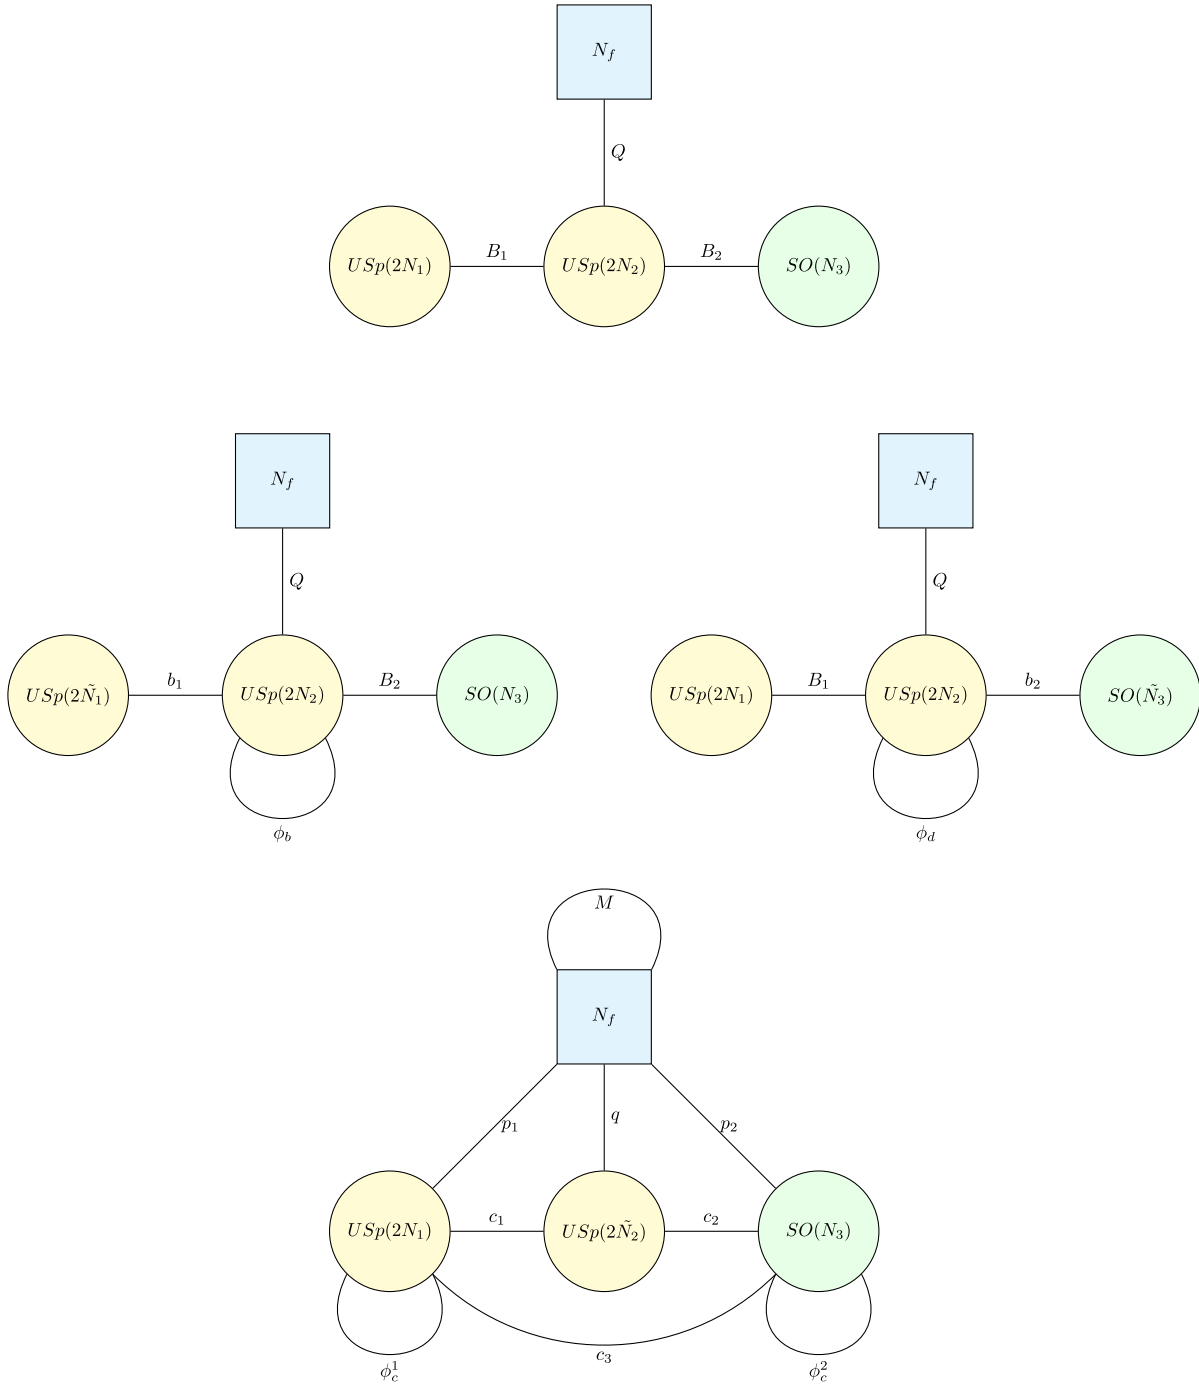 N_f
Q
USp(2N_1) B_1 USp(2N_2) B_2 SO(N_3)
N_f N_f
Q Q
USp(2Ñ_1) b_1 USp(2N_2) B_2 SO(N_3) USp(2N_1) B_1 USp(2N_2) b_2 SO(Ñ_3)
ϕ_b ϕ_d
M
N_f
p_1 q p_2
USp(2N_1) c_1 USp(2Ñ_2) c_2 SO(N_3)
c_3
ϕ_c^1 ϕ_c^2